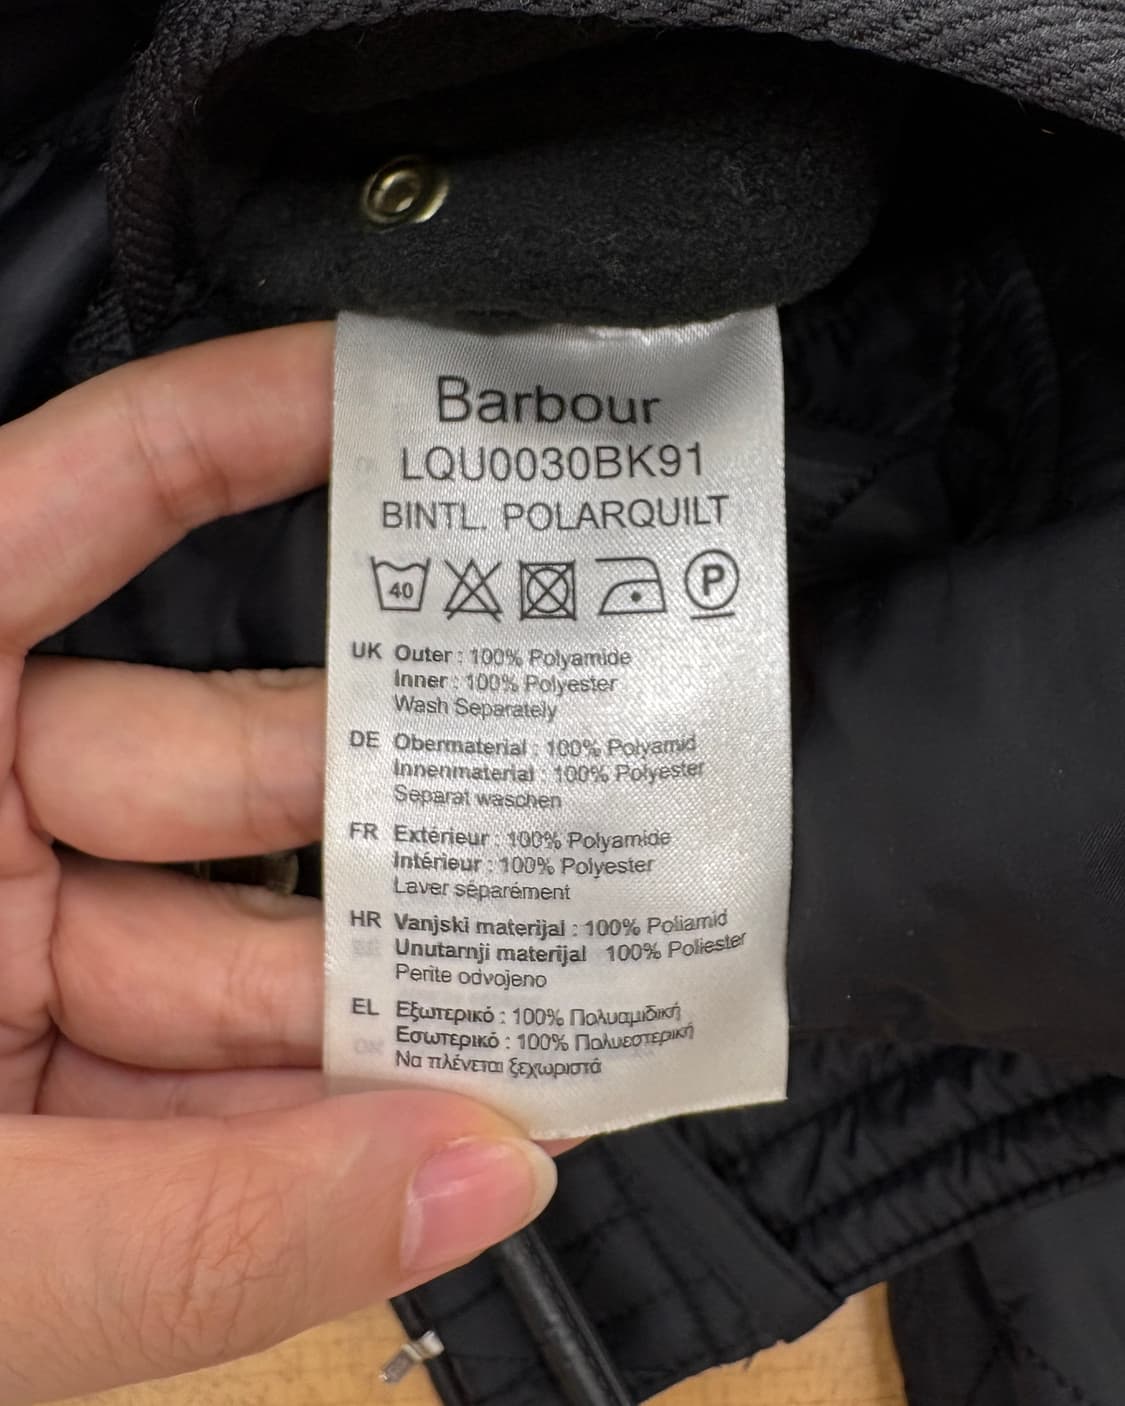 Barbour
LQU0030BK91
BINTL. POLARQUILT
40 P
UK Outer : 100% Polyamide
Inner : 100% Polyester
Wash Separately
DE Obermaterial : 100% Polyamid
Innenmaterial : 100% Polyester
Separat waschen
FR Extérieur : 100% Polyamide
Intérieur : 100% Polyester
Laver séparément
HR Vanjski materijal : 100% Poliamid
Unutarnji materijal 100% Poliester
Perite odvojeno
EL Εξωτερικό : 100% Πολυαμιδική
Εσωτερικό : 100% Πολυεστερική
Να πλένεται ξεχωριστά